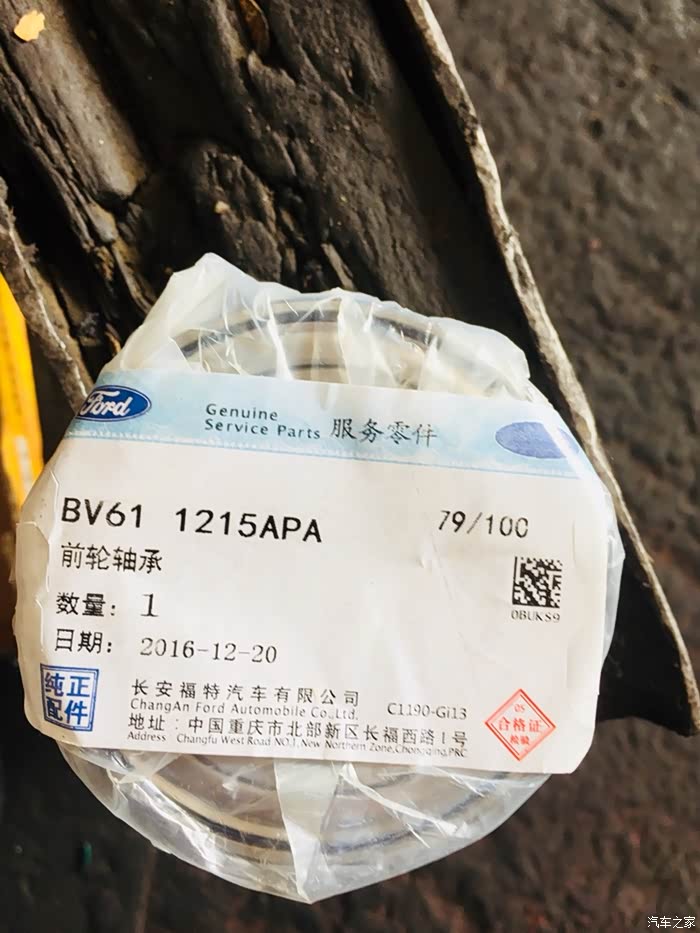 Ford
Genuine
Service Parts 服务零件
BV61 1215APA 79/100
前轮轴承
0BUKS9
数量: 1
日期: 2016-12-20
纯正
配件
长安福特汽车有限公司
ChangAn Ford Automobile Co.,Ltd.
C1190-Gi13
地址: 中国重庆市北部新区长福西路1号
Address Changfu West Road NO.1, New Northern Zone, Chongqing, PRC
05
合格证
检验
汽车之家